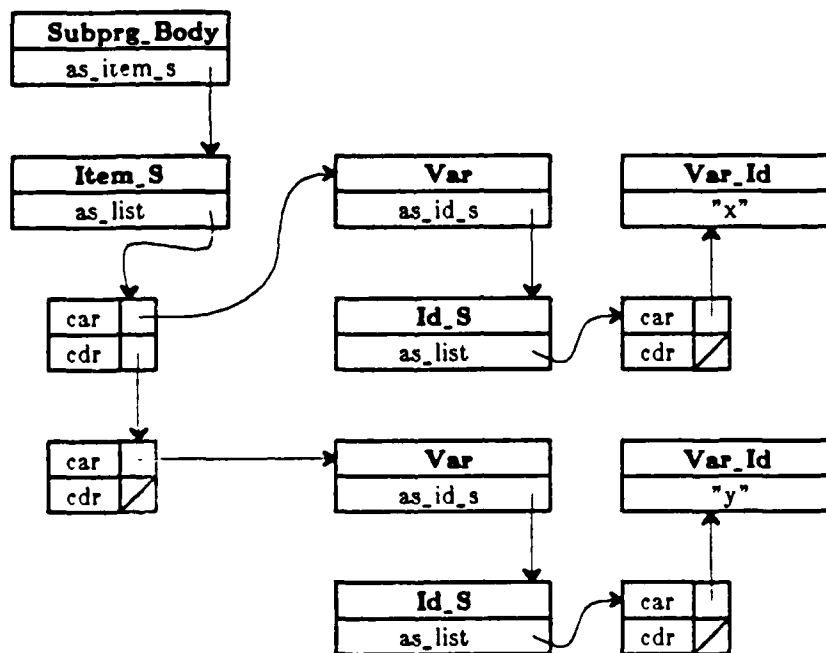 Subprg_Body
as_item_s
Item_S
as_list
Var
as_id_s
Var_Id
"x"
car
cdr
Id_S
as_list
car
cdr
car
cdr
Var
as_id_s
Var_Id
"y"
Id_S
as_list
car
cdr